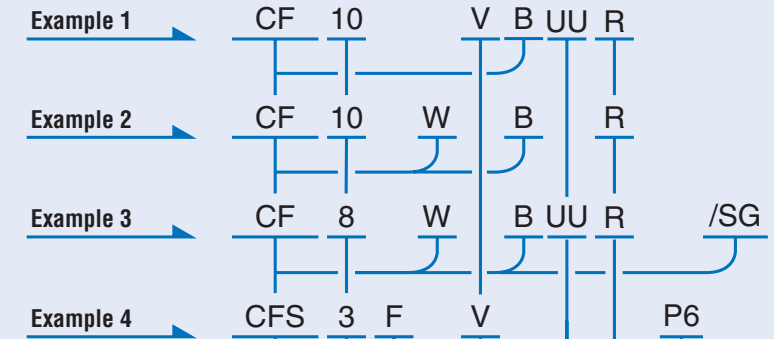 Example 1 CF 10 V B UU R
Example 2 CF 10 W B R
Example 3 CF 8 W B UU R /SG
Example 4 CFS 3 F V P6